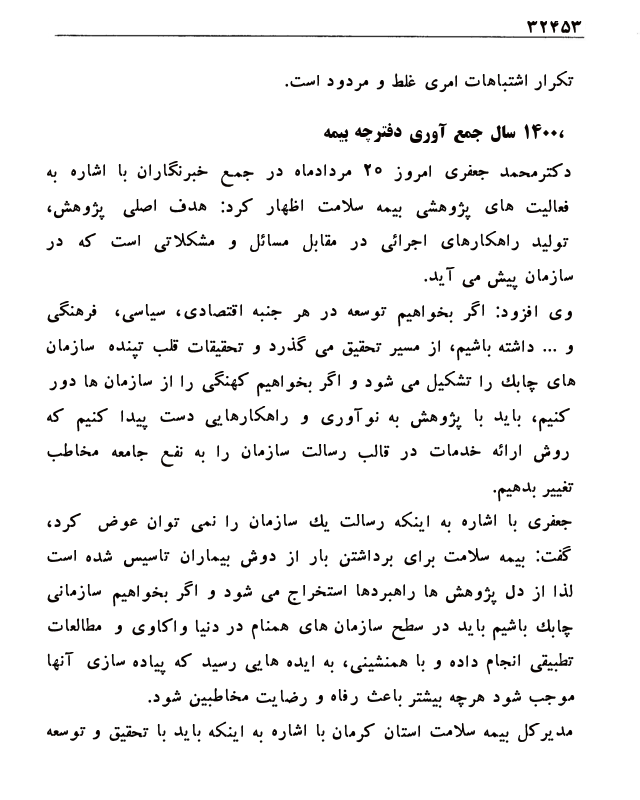 ۳۲۴۵۳
تکرار اشتباهات امری غلط و مردود است.
۱۴۰۰، سال جمع آوری دفترچه بیمه
دکترمحمد جعفری امروز ۲۵ مردادماه در جمع خبرنگاران با اشاره به
فعالیت های پژوهشی بیمه سلامت اظهار کرد: هدف اصلی پژوهش،
تولید راهکارهای اجرائی در مقابل مسائل و مشکلاتی است که در
سازمان پیش می آید.
وی افزود: اگر بخواهیم توسعه در هر جنبه اقتصادی، سیاسی، فرهنگی
و ... داشته باشیم، از مسیر تحقیق می گذرد و تحقیقات قلب تپنده سازمان
های چابك را تشکیل می شود و اگر بخواهیم کهنگی را از سازمان ها دور
کنیم، باید با پژوهش به نوآوری و راهکارهایی دست پیدا کنیم که
روش ارائه خدمات در قالب رسالت سازمان را به نفع جامعه مخاطب
تغییر بدهیم.
جعفری با اشاره به اینکه رسالت یك سازمان را نمی توان عوض کرد،
گفت: بیمه سلامت برای برداشتن بار از دوش بیماران تاسیس شده است
لذا از دل پژوهش ها راهبردها استخراج می شود و اگر بخواهیم سازمانی
چابك باشیم باید در سطح سازمان های همنام در دنیا واکاوی و مطالعات
تطبیقی انجام داده و با همنشینی، به ایده هایی رسید که پیاده سازی آنها
موجب شود هرچه بیشتر باعث رفاه و رضایت مخاطبین شود.
مدیرکل بیمه سلامت استان کرمان با اشاره به اینکه باید با تحقیق و توسعه